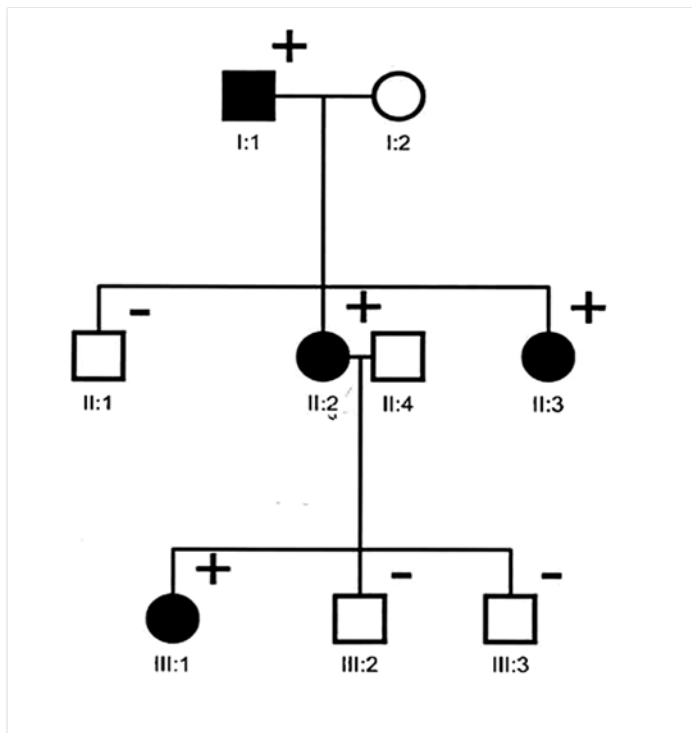 +
I:1 I:2
- + +
II:1 II:2 II:4 II:3
+ - -
III:1 III:2 III:3